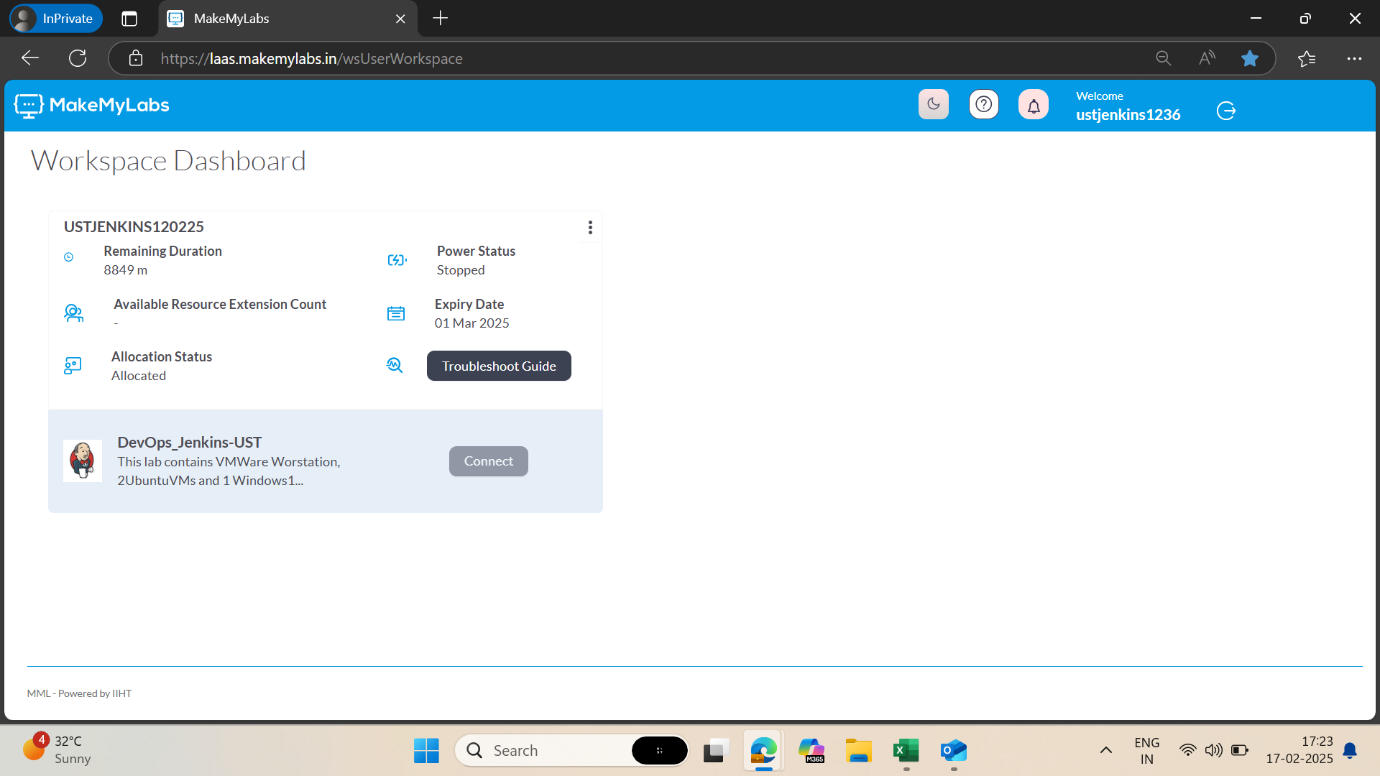 InPrivate
MakeMyLabs
https://laas.makemylabs.in/wsUserWorkspace
MakeMyLabs
Welcome
ustjenkins1236
Workspace Dashboard
USTJENKINS120225
Remaining Duration
8849 m
Power Status
Stopped
Available Resource Extension Count
-
Expiry Date
01 Mar 2025
Allocation Status
Allocated
Troubleshoot Guide
DevOps_Jenkins-UST
This lab contains VMWare Worstation,
2UbuntuVMs and 1 Windows1...
Connect
MML - Powered by IIHT
4
32°C
Sunny
Search
M365
ENG
IN
17:23
17-02-2025